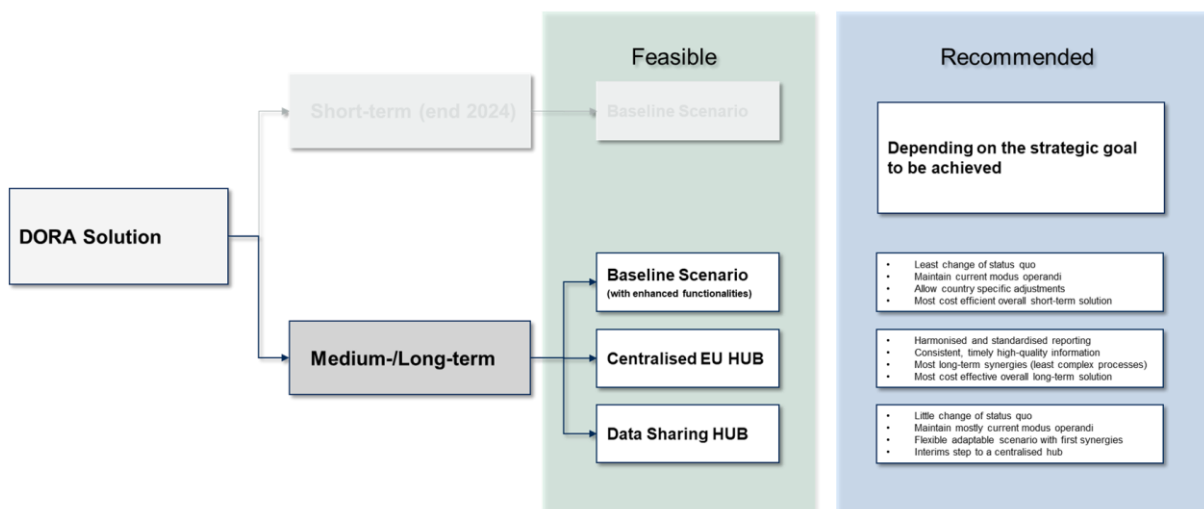 Feasible
Recommended
Short-term (end 2024)
Baseline Scenario
Depending on the strategic goal
to be achieved
DORA Solution
Baseline Scenario
(with enhanced functionalities)
• Least change of status quo
• Maintain current modus operandi
• Allow country specific adjustments
• Most cost efficient overall short-term solution
Medium-/Long-term
Centralised EU HUB
• Harmonised and standardised reporting
• Consistent, timely high-quality information
• Most long-term synergies (least complex processes)
• Most cost effective overall long-term solution
Data Sharing HUB
• Little change of status quo
• Maintain mostly current modus operandi
• Flexible adaptable scenario with first synergies
• Interims step to a centralised hub